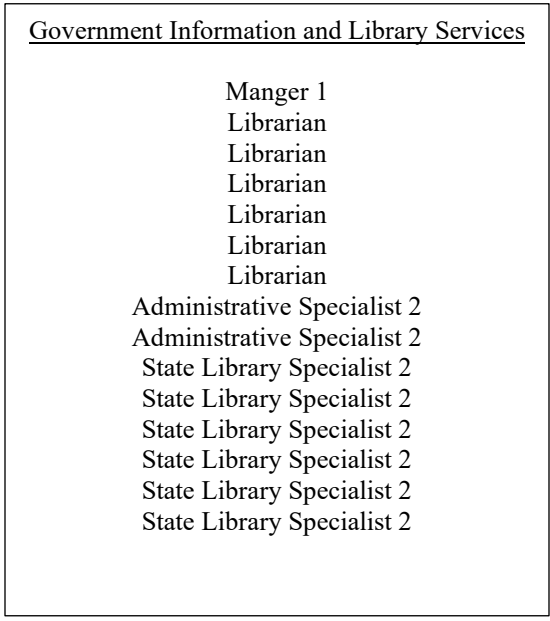 Government Information and Library Services
Manger 1
Librarian
Librarian
Librarian
Librarian
Librarian
Librarian
Administrative Specialist 2
Administrative Specialist 2
State Library Specialist 2
State Library Specialist 2
State Library Specialist 2
State Library Specialist 2
State Library Specialist 2
State Library Specialist 2